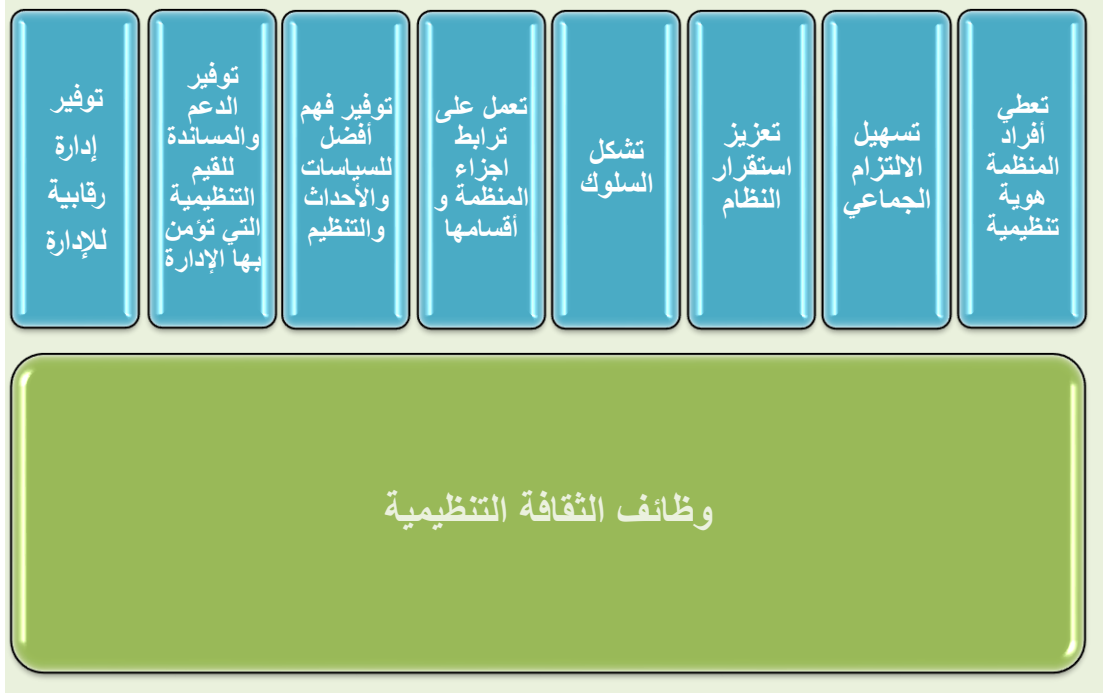 تعطي
أفراد
المنظمة
هوية
تنظيمية
تسهيل
الالتزام
الجماعي
تعزيز
استقرار
النظام
تشكل
السلوك
تعمل على
ترابط
اجزاء
المنظمة و
أقسامها
توفير فهم
أفضل
للسياسات
والأحداث
والتنظيم
توفير
الدعم
والمساندة
للقيم
التنظيمية
التي تؤمن
بها الإدارة
توفير
إدارة
رقابية
للإدارة
وظائف الثقافة التنظيمية